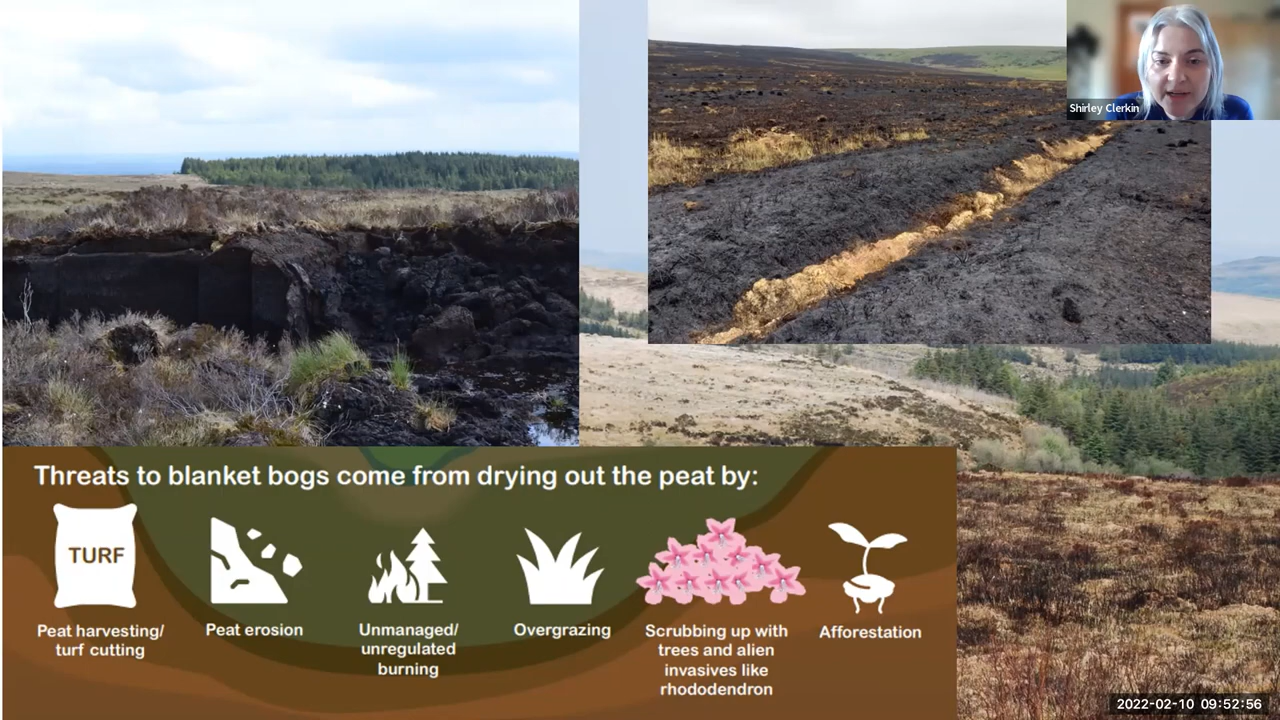 Shirley Clerkin
Threats to blanket bogs come from drying out the peat by:
TURF
Peat harvesting/
turf cutting
Peat erosion
Unmanaged/
unregulated
burning
Overgrazing
Scrubbing up with
trees and alien
invasives like
rhododendron
Afforestation
2022-02-10 09:52:56